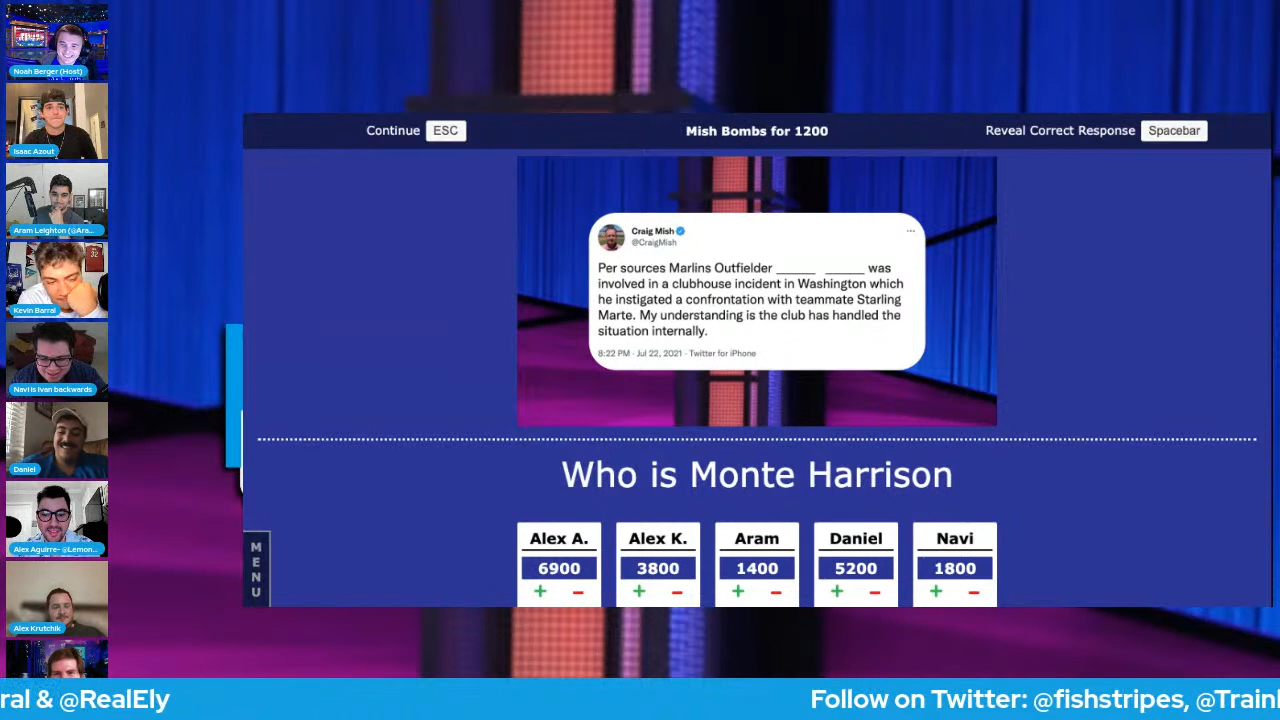 Noah Berger (Host)
Isaac Azout
Aram Leighton (@Ara...
Kevin Barral
Navi is Ivan backwards
Daniel
Alex Aguirre- @Lemon...
Alex Krutchik
Continue ESC
Mish Bombs for 1200
Reveal Correct Response Spacebar
Craig Mish
@CraigMish
Per sources Marlins Outfielder ______ ______ was
involved in a clubhouse incident in Washington which
he instigated a confrontation with teammate Starling
Marte. My understanding is the club has handled the
situation internally.
8:22 PM · Jul 22, 2021 · Twitter for iPhone
Who is Monte Harrison
MENU
Alex A. Alex K. Aram Daniel Navi
6900 3800 1400 5200 1800
+ - + - + - + - + -
ral & @RealEly Follow on Twitter: @fishstripes, @Trainl